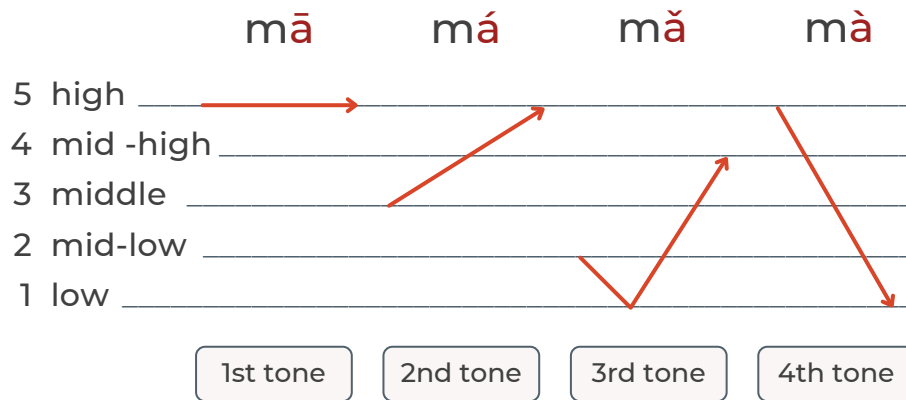 mā má mǎ mà
5 high
4 mid -high
3 middle
2 mid-low
1 low
1st tone 2nd tone 3rd tone 4th tone